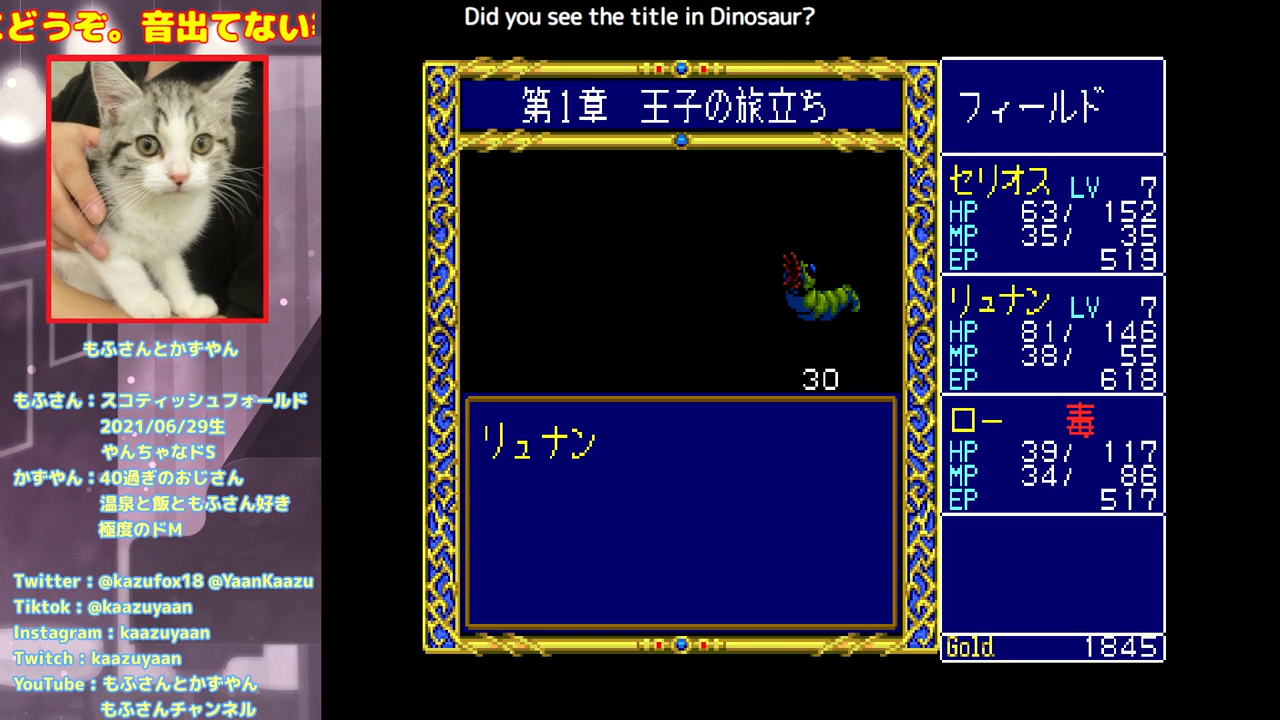 どうぞ。音出てない
もふさんとかずやん
もふさん：スコティッシュフォールド
2021/06/29生
やんちゃなドS
かずやん：40過ぎのおじさん
温泉と飯ともふさん好き
極度のドM
Twitter：@kazufox18 @YaanKaazu
Tiktok：@kaazuyaan
Instagram：kaazuyaan
Twitch：kaazuyaan
YouTube：もふさんとかずやん
もふさんチャンネル
Did you see the title in Dinosaur?
第1章　王子の旅立ち
30
リュナン
フィールド
セリオス LV 7
HP 63/ 152
MP 35/ 35
EP 519
リュナン LV 7
HP 81/ 146
MP 38/ 55
EP 618
ロー 毒
HP 39/ 117
MP 34/ 86
EP 517
Gold 1845